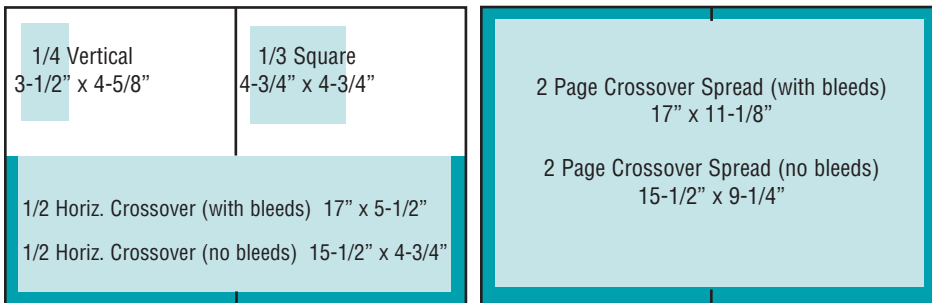 1/4 Vertical
3-1/2” x 4-5/8”
1/3 Square
4-3/4” x 4-3/4”
1/2 Horiz. Crossover (with bleeds) 17” x 5-1/2”
1/2 Horiz. Crossover (no bleeds) 15-1/2” x 4-3/4”
2 Page Crossover Spread (with bleeds)
17” x 11-1/8”
2 Page Crossover Spread (no bleeds)
15-1/2” x 9-1/4”